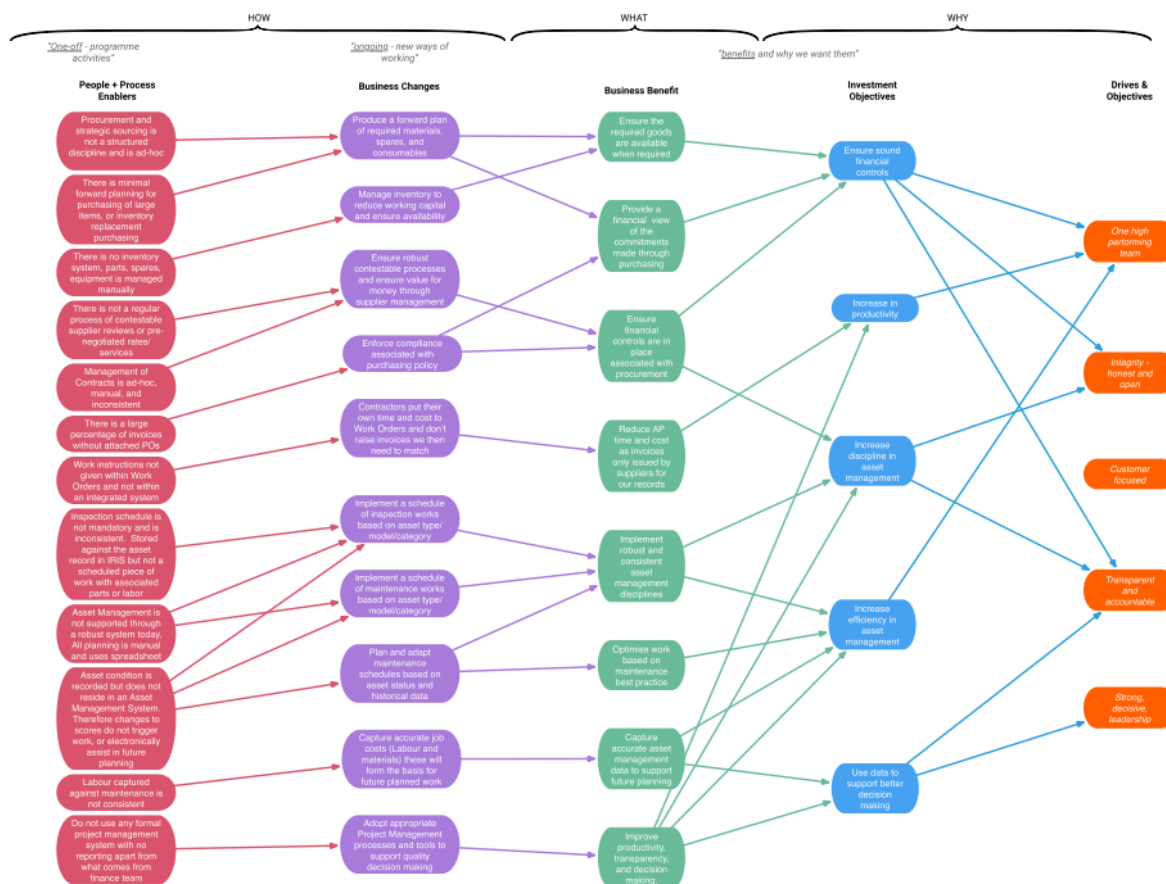 HOW
WHAT
WHY
"One-off - programme
activities"
"ongoing - new ways of
working"
"benefits and why we want them"
People + Process
Enablers
Business Changes
Business Benefit
Investment
Objectives
Drives &
Objectives
Procurement and
strategic sourcing is
not a structured
discipline and is ad-hoc
There is minimal
forward planning for
purchasing of large
items, or inventory
replacement
purchasing
There is no inventory
system, parts, spares,
equipment is managed
manually
There is not a regular
process of contestable
supplier reviews or pre-
negotiated rates/
services
Management of
Contracts is ad-hoc,
manual, and
inconsistent
There is a large
percentage of invoices
without attached POs
Work instructions not
given within Work
Orders and not within
an integrated system
Inspection schedule is
not mandatory and is
inconsistent. Stored
against the asset
record in IRIS but not a
scheduled piece of
work with associated
parts or labor
Asset Management is
not supported through
a robust system today,
All planning is manual
and uses spreadsheet
Asset condition is
recorded but does not
reside in an Asset
Management System.
Therefore changes to
scores do not trigger
work, or electronically
assist in future
planning
Labour captured
against maintenance is
not consistent
Do not use any formal
project management
system with no
reporting apart from
what comes from
finance team
Produce a forward plan
of required materials,
spares, and
consumables
Manage inventory to
reduce working capital
and ensure availability
Ensure robust
contestable processes
and ensure value for
money through
supplier management
Enforce compliance
associated with
purchasing policy
Contractors put their
own time and cost to
Work Orders and don't
raise invoices we then
need to match
Implement a schedule
of inspection works
based on asset type/
model/category
Implement a schedule
of maintenance works
based on asset type/
model/category
Plan and adapt
maintenance
schedules based on
asset status and
historical data
Capture accurate job
costs (Labour and
materials) these will
form the basis for
future planned work
Adopt appropriate
Project Management
processes and tools to
support quality
decision making
Ensure the
required goods
are available
when required
Provide a
financial view
of the
commitments
made through
purchasing
Ensure
financial
controls are in
place
associated with
procurement
Reduce AP
time and cost
as invoices
only issued by
suppliers for
our records
Implement
robust and
consistent
asset
management
disciplines
Optimise work
based on
maintenance
best practice
Capture
accurate asset
management
data to support
future planning
Improve
productivity,
transparency,
and decision
making,
Ensure sound
financial
controls
Increase in
productivity
Increase
discipline in
asset
management
Increase
efficiency in
asset
management
Use data to
support better
decision
making
One high
performing
team
Integrity -
honest and
open
Customer
focused
Transparent
and
accountable
Strong,
decisive,
leadership